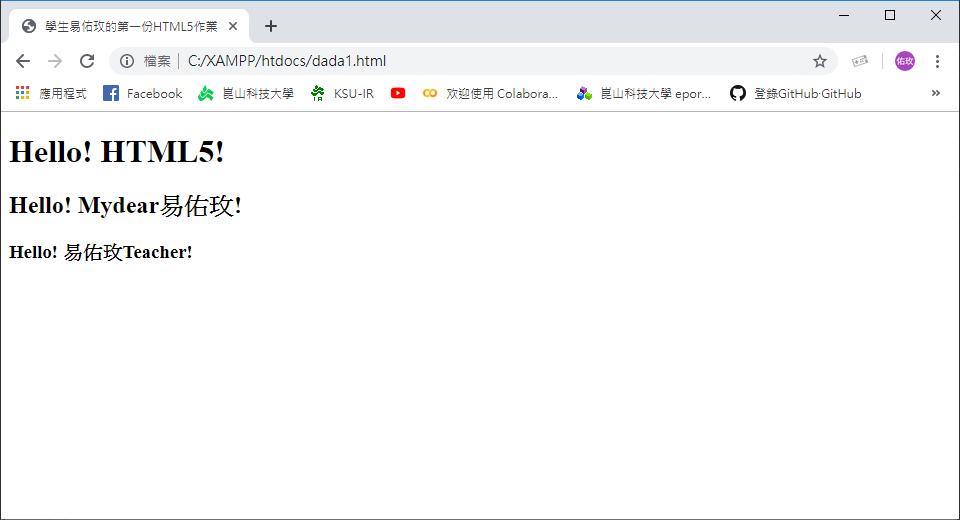 學生易佑玫的第一份HTML5作業
檔案 C:/XAMPP/htdocs/dada1.html 佑玫
應用程式 Facebook 崑山科技大學 KSU-IR 欢迎使用 Colabora... 崑山科技大學 epor... 登錄GitHub·GitHub »
Hello! HTML5!
Hello! Mydear易佑玫!
Hello! 易佑玫Teacher!